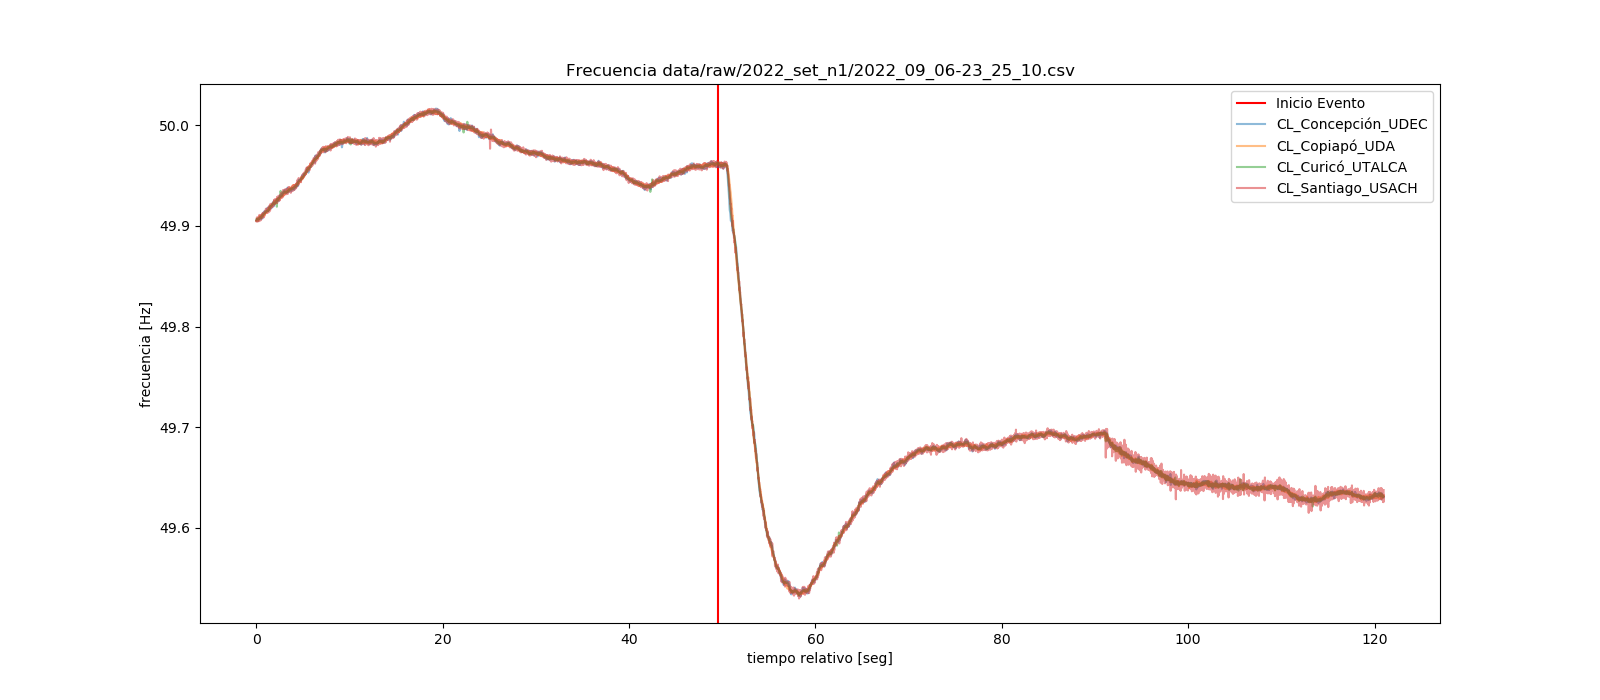 Frecuencia data/raw/2022_set_n1/2022_09_06-23_25_10.csv
Inicio Evento
CL_Concepción_UDEC
CL_Copiapó_UDA
CL_Curicó_UTALCA
CL_Santiago_USACH
frecuencia [Hz]
50.0
49.9
49.8
49.7
49.6
0 20 40 60 80 100 120
tiempo relativo [seg]